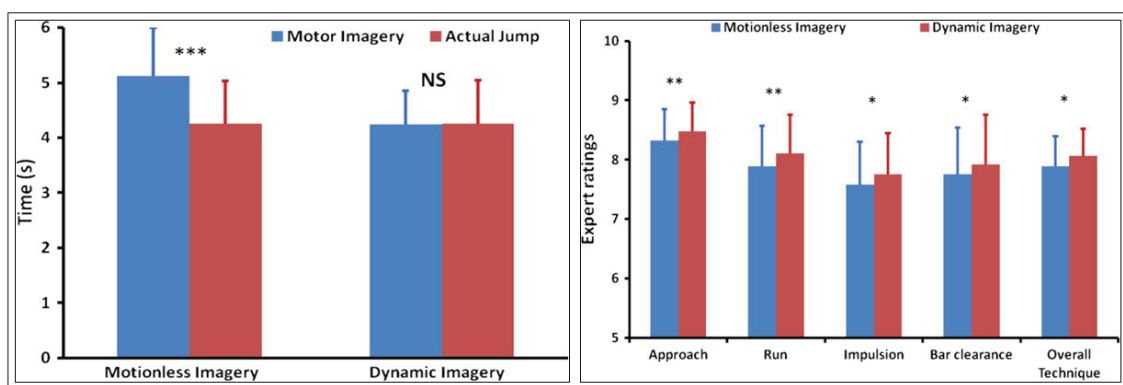 6
5
4
3
2
1
0
Time (s)
Motor Imagery
Actual Jump
***
NS
Motionless Imagery
Dynamic Imagery
Motionless Imagery
Dynamic Imagery
10
9
8
7
6
5
Expert ratings
**
**
*
*
*
Approach
Run
Impulsion
Bar clearance
Overall
Technique